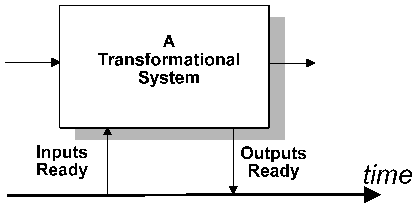 A
Transformational
System
Inputs
Ready
Outputs
Ready
time